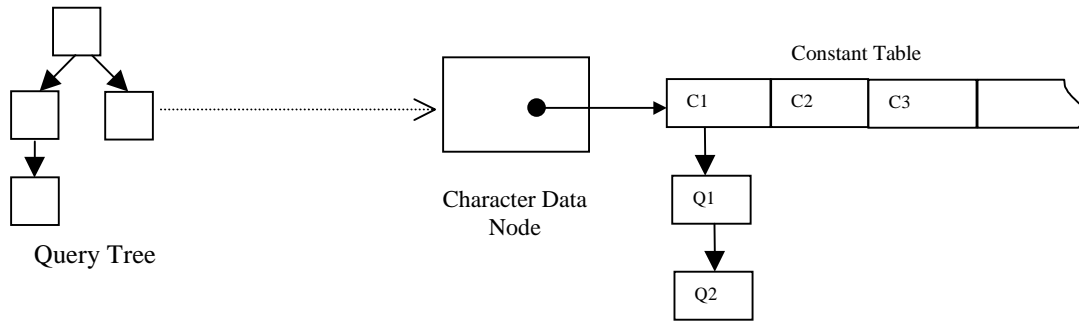 Constant Table
C1
C2
C3
Q1
Character Data
Node
Query Tree
Q2